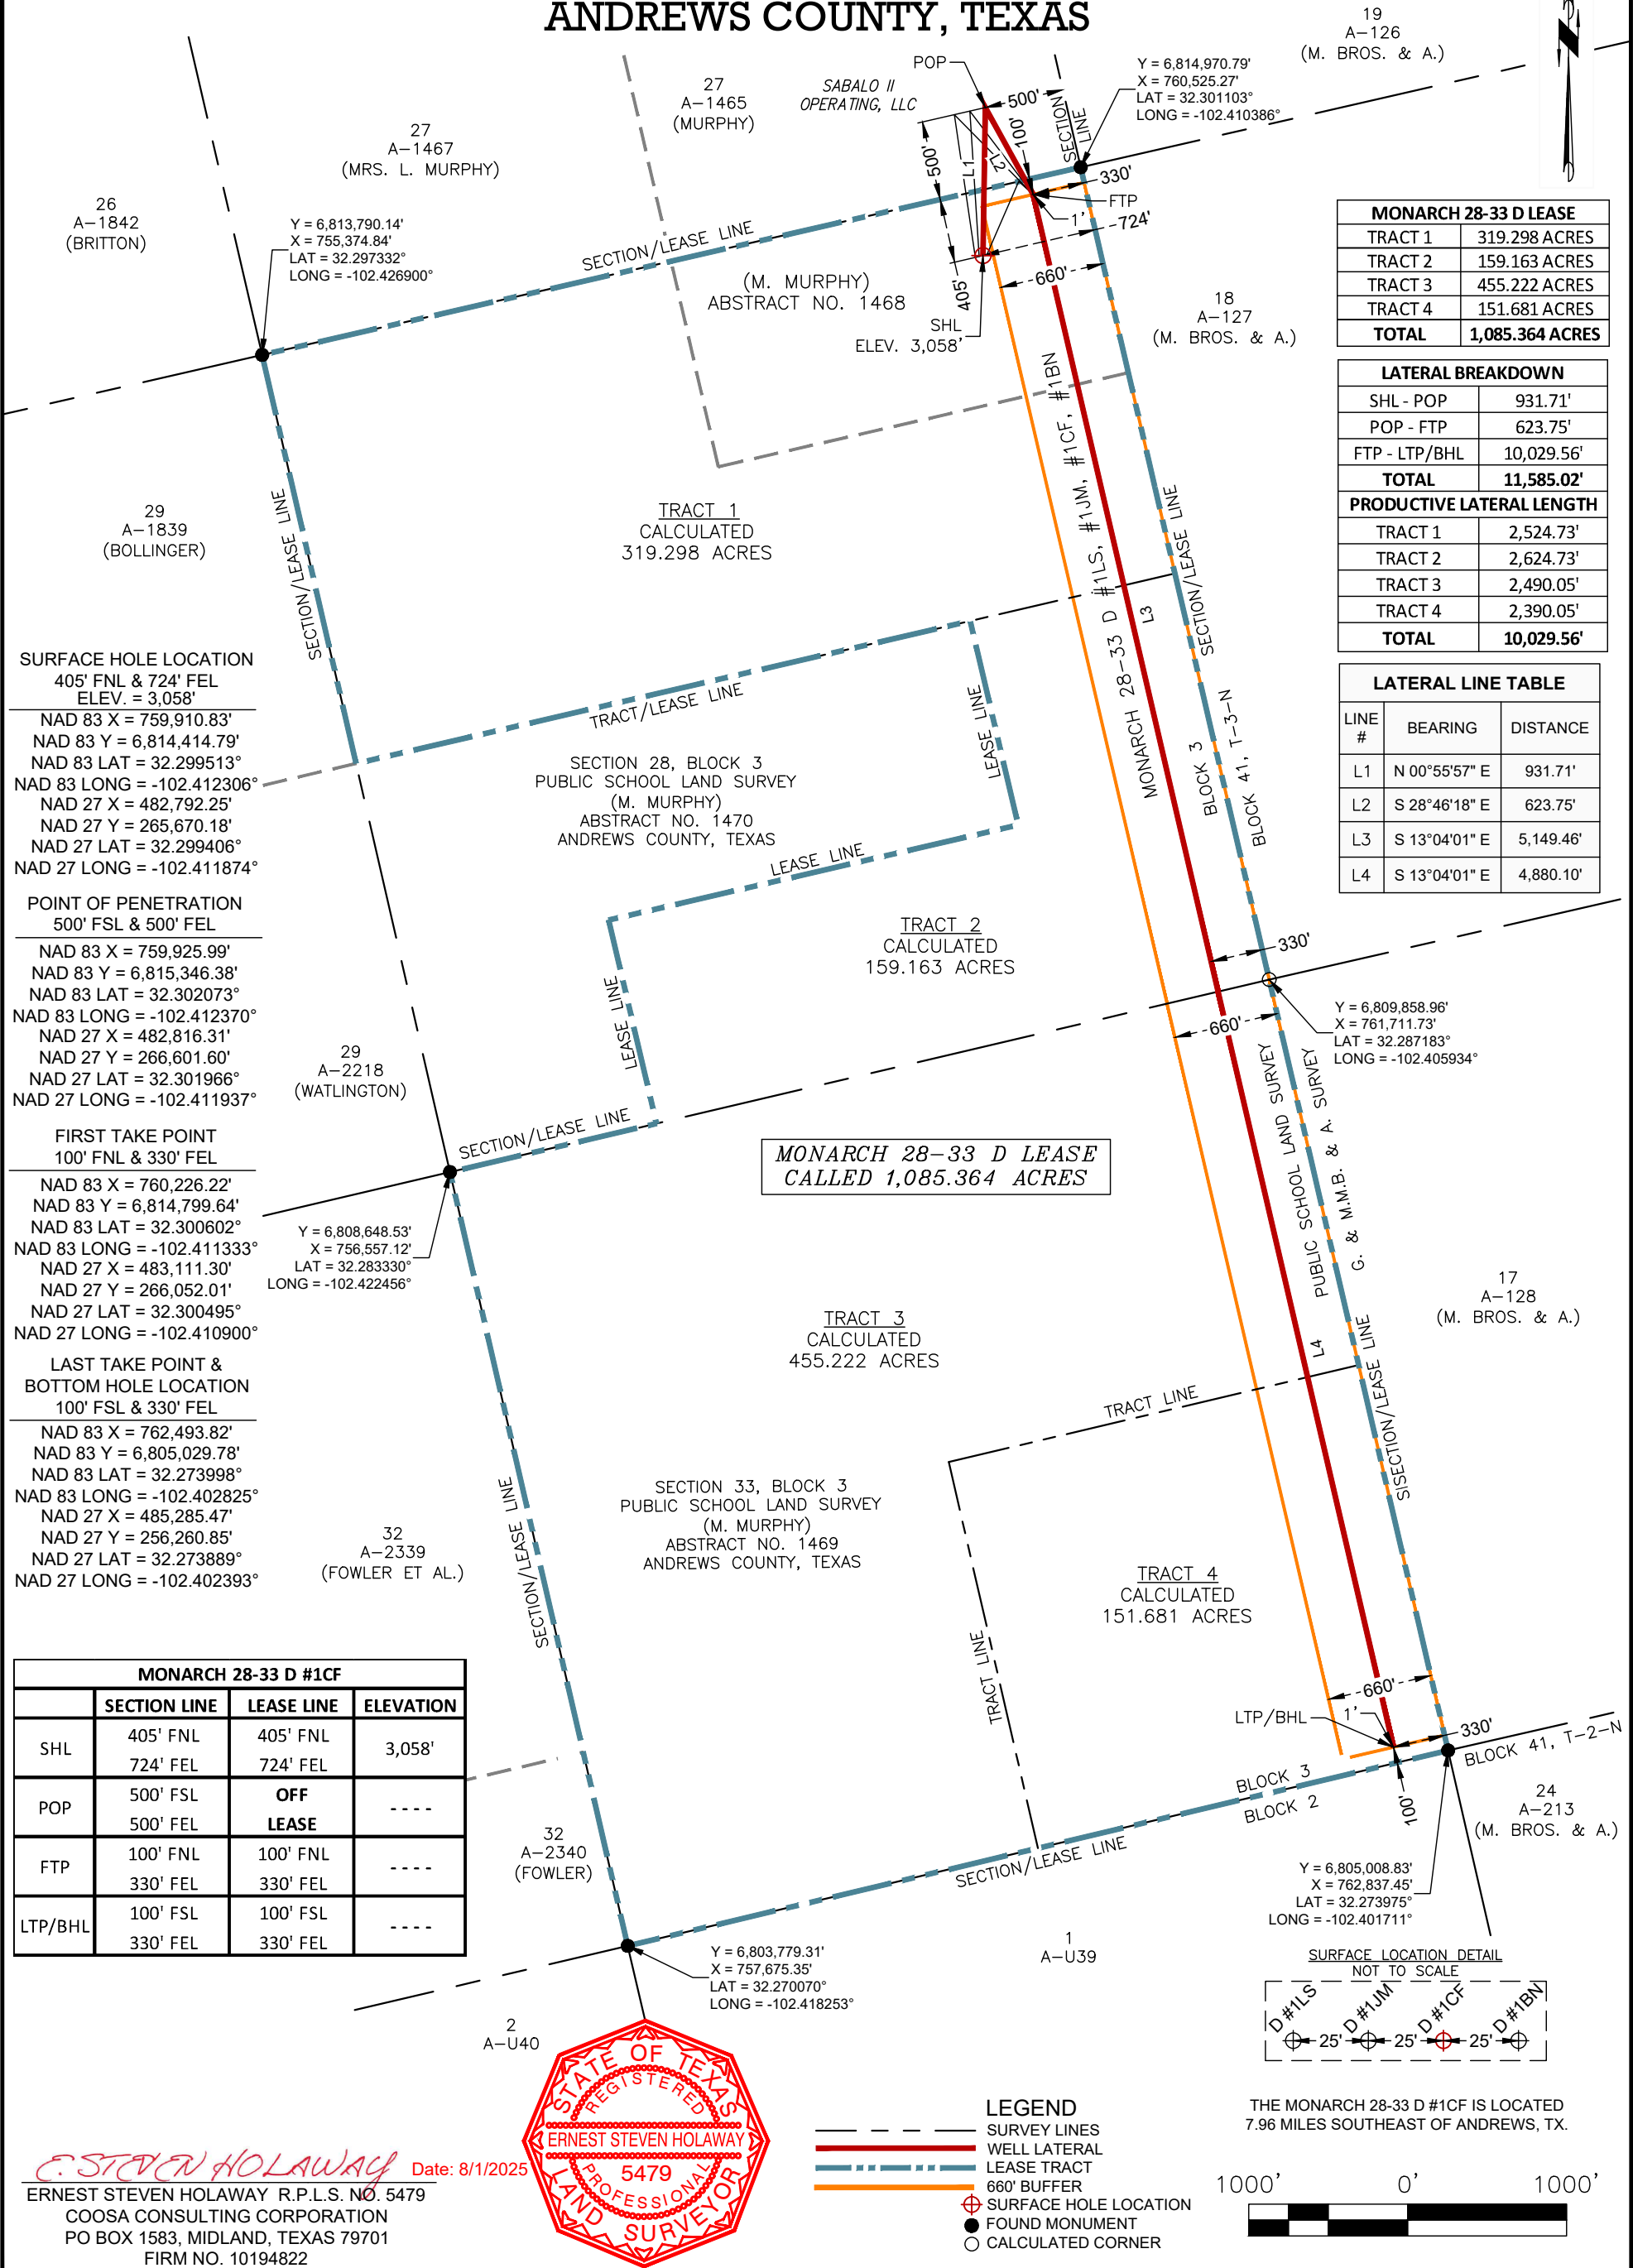 ANDREWS COUNTY, TEXAS
19
A-126
(M. BROS. & A.)
27
A-1465
(MURPHY)
SABALO II
OPERATING, LLC
POP
500'
100'
SECTION
LINE
Y = 6,814,970.79'
X = 760,525.27'
LAT = 32.301103°
LONG = -102.410386°
27
A-1467
(MRS. L. MURPHY)
26
A-1842
(BRITTON)
Y = 6,813,790.14'
X = 755,374.84'
LAT = 32.297332°
LONG = -102.426900°
SECTION/LEASE LINE
500'
L1
L2
330'
FTP
1'
724'
660'
405'
SHL
ELEV. 3,058'
(M. MURPHY)
ABSTRACT NO. 1468
18
A-127
(M. BROS. & A.)
MONARCH 28-33 D LEASE
TRACT 1 319.298 ACRES
TRACT 2 159.163 ACRES
TRACT 3 455.222 ACRES
TRACT 4 151.681 ACRES
TOTAL 1,085.364 ACRES
LATERAL BREAKDOWN
SHL - POP 931.71'
POP - FTP 623.75'
FTP - LTP/BHL 10,029.56'
TOTAL 11,585.02'
PRODUCTIVE LATERAL LENGTH
TRACT 1 2,524.73'
TRACT 2 2,624.73'
TRACT 3 2,490.05'
TRACT 4 2,390.05'
TOTAL 10,029.56'
LATERAL LINE TABLE
LINE # BEARING DISTANCE
L1 N 00°55'57" E 931.71'
L2 S 28°46'18" E 623.75'
L3 S 13°04'01" E 5,149.46'
L4 S 13°04'01" E 4,880.10'
29
A-1839
(BOLLINGER)
SECTION/LEASE LINE
TRACT 1
CALCULATED
319.298 ACRES
MONARCH 28-33 D #1LS, #1JM, #1CF, #1BN
L3
SECTION/LEASE LINE
BLOCK 3
BLOCK 41, T-3-N
TRACT/LEASE LINE
LEASE LINE
SECTION 28, BLOCK 3
PUBLIC SCHOOL LAND SURVEY
(M. MURPHY)
ABSTRACT NO. 1470
ANDREWS COUNTY, TEXAS
LEASE LINE
LEASE LINE
TRACT 2
CALCULATED
159.163 ACRES
SURFACE HOLE LOCATION
405' FNL & 724' FEL
ELEV. = 3,058'
NAD 83 X = 759,910.83'
NAD 83 Y = 6,814,414.79'
NAD 83 LAT = 32.299513°
NAD 83 LONG = -102.412306°
NAD 27 X = 482,792.25'
NAD 27 Y = 265,670.18'
NAD 27 LAT = 32.299406°
NAD 27 LONG = -102.411874°
POINT OF PENETRATION
500' FSL & 500' FEL
NAD 83 X = 759,925.99'
NAD 83 Y = 6,815,346.38'
NAD 83 LAT = 32.302073°
NAD 83 LONG = -102.412370°
NAD 27 X = 482,816.31'
NAD 27 Y = 266,601.60'
NAD 27 LAT = 32.301966°
NAD 27 LONG = -102.411937°
FIRST TAKE POINT
100' FNL & 330' FEL
NAD 83 X = 760,226.22'
NAD 83 Y = 6,814,799.64'
NAD 83 LAT = 32.300602°
NAD 83 LONG = -102.411333°
NAD 27 X = 483,111.30'
NAD 27 Y = 266,052.01'
NAD 27 LAT = 32.300495°
NAD 27 LONG = -102.410900°
LAST TAKE POINT &
BOTTOM HOLE LOCATION
100' FSL & 330' FEL
NAD 83 X = 762,493.82'
NAD 83 Y = 6,805,029.78'
NAD 83 LAT = 32.273998°
NAD 83 LONG = -102.402825°
NAD 27 X = 485,285.47'
NAD 27 Y = 256,260.85'
NAD 27 LAT = 32.273889°
NAD 27 LONG = -102.402393°
29
A-2218
(WATLINGTON)
SECTION/LEASE LINE
Y = 6,808,648.53'
X = 756,557.12'
LAT = 32.283330°
LONG = -102.422456°
330'
660'
Y = 6,809,858.96'
X = 761,711.73'
LAT = 32.287183°
LONG = -102.405934°
MONARCH 28-33 D LEASE
CALLED 1,085.364 ACRES
PUBLIC SCHOOL LAND SURVEY
G. & M.M.B. & A. SURVEY
17
A-128
(M. BROS. & A.)
TRACT 3
CALCULATED
455.222 ACRES
L4
TRACT LINE
SISECTION/LEASE LINE
SECTION 33, BLOCK 3
PUBLIC SCHOOL LAND SURVEY
(M. MURPHY)
ABSTRACT NO. 1469
ANDREWS COUNTY, TEXAS
SECTION/LEASE LINE
32
A-2339
(FOWLER ET AL.)
TRACT 4
CALCULATED
151.681 ACRES
TRACT LINE
660'
LTP/BHL
1'
330'
BLOCK 41, T-2-N
BLOCK 3
BLOCK 2
100'
24
A-213
(M. BROS. & A.)
MONARCH 28-33 D #1CF
SECTION LINE LEASE LINE ELEVATION
SHL 405' FNL 405' FNL 3,058'
724' FEL 724' FEL
POP 500' FSL OFF - - - -
500' FEL LEASE
FTP 100' FNL 100' FNL - - - -
330' FEL 330' FEL
LTP/BHL 100' FSL 100' FSL - - - -
330' FEL 330' FEL
32
A-2340
(FOWLER)
SECTION/LEASE LINE
Y = 6,805,008.83'
X = 762,837.45'
LAT = 32.273975°
LONG = -102.401711°
Y = 6,803,779.31'
X = 757,675.35'
LAT = 32.270070°
LONG = -102.418253°
1
A-U39
2
A-U40
SURFACE LOCATION DETAIL
NOT TO SCALE
D #1LS D #1JM D #1CF D #1BN
25' 25' 25'
THE MONARCH 28-33 D #1CF IS LOCATED
7.96 MILES SOUTHEAST OF ANDREWS, TX.
STATE OF TEXAS
REGISTERED
ERNEST STEVEN HOLAWAY
5479
PROFESSIONAL
LAND SURVEYOR
E. STEVEN HOLAWAY
Date: 8/1/2025
ERNEST STEVEN HOLAWAY R.P.L.S. NO. 5479
COOSA CONSULTING CORPORATION
PO BOX 1583, MIDLAND, TEXAS 79701
FIRM NO. 10194822
LEGEND
SURVEY LINES
WELL LATERAL
LEASE TRACT
660' BUFFER
SURFACE HOLE LOCATION
FOUND MONUMENT
CALCULATED CORNER
1000' 0' 1000'